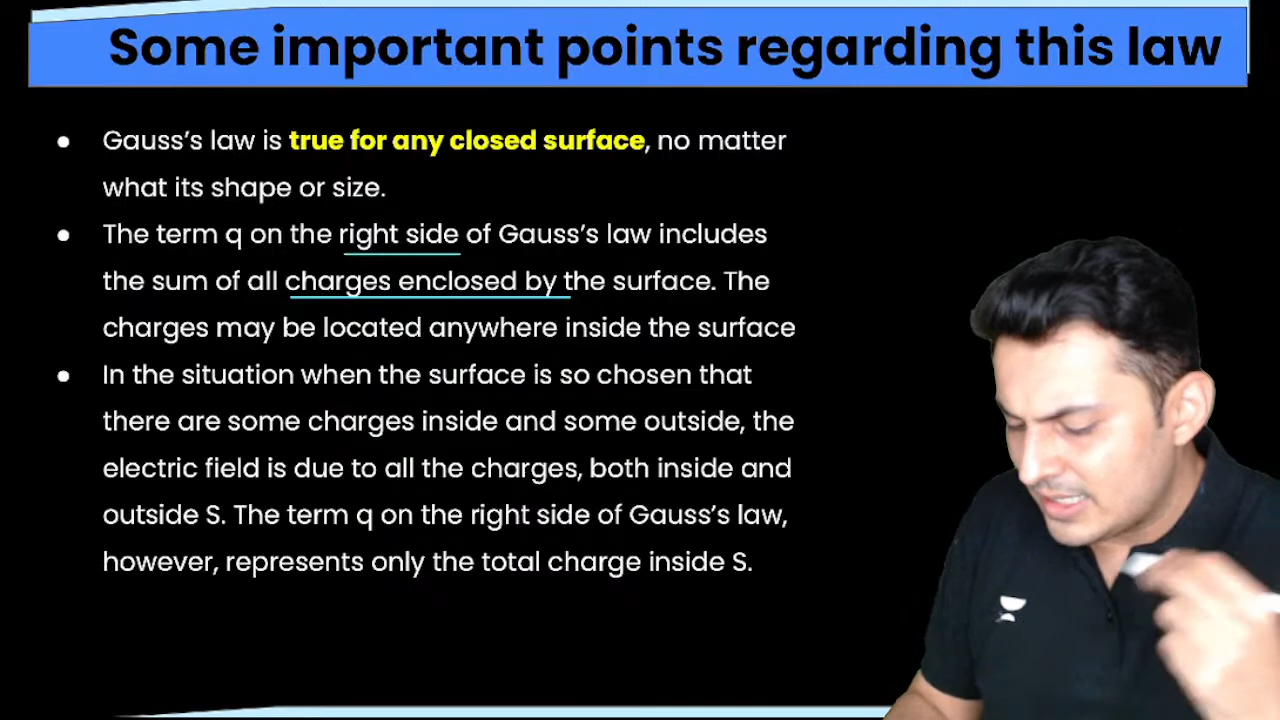 Some important points regarding this law
● Gauss’s law is true for any closed surface, no matter
what its shape or size.
● The term q on the right side of Gauss’s law includes
the sum of all charges enclosed by the surface. The
charges may be located anywhere inside the surface
● In the situation when the surface is so chosen that
there are some charges inside and some outside, the
electric field is due to all the charges, both inside and
outside S. The term q on the right side of Gauss’s law,
however, represents only the total charge inside S.